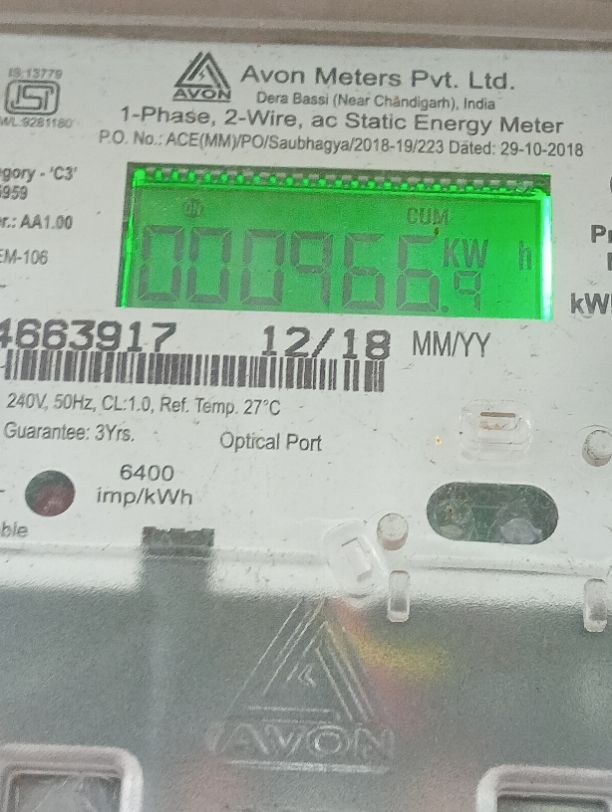 IS:13779
ISI
M/L:9281180
AVON
Avon Meters Pvt. Ltd.
Dera Bassi (Near Chandigarh), India
1-Phase, 2-Wire, ac Static Energy Meter
P.O. No.: ACE(MM)/PO/Saubhagya/2018-19/223 Dated: 29-10-2018
gory - 'C3'
5959
r.: AA1.00
EM-106
CUM
000966.9 KW h
kW
4663917 12/18 MM/YY
240V, 50Hz, CL:1.0, Ref. Temp. 27°C
Guarantee: 3Yrs.
Optical Port
6400
imp/kWh
ble
AVON